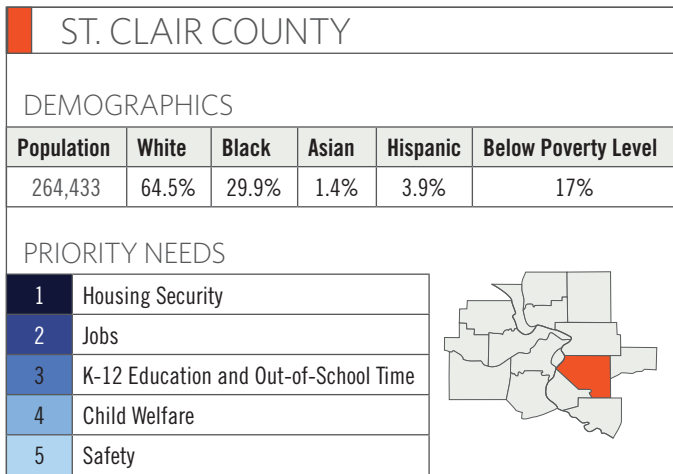 ST. CLAIR COUNTY
DEMOGRAPHICS
Population White Black Asian Hispanic Below Poverty Level
264,433 64.5% 29.9% 1.4% 3.9% 17%
PRIORITY NEEDS
1 Housing Security
2 Jobs
3 K-12 Education and Out-of-School Time
4 Child Welfare
5 Safety